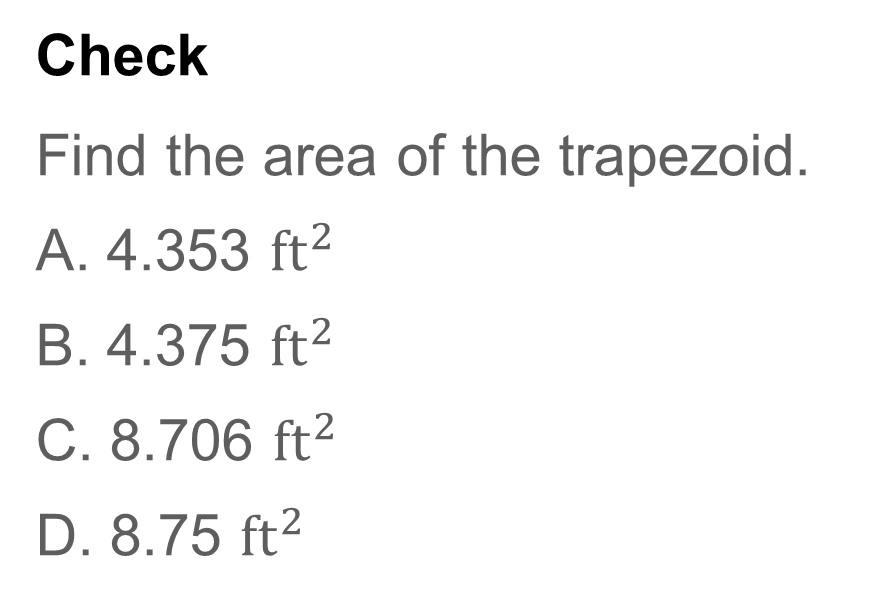 Check
Find the area of the trapezoid.
A. 4.353 ft²
B. 4.375 ft²
C. 8.706 ft²
D. 8.75 ft²